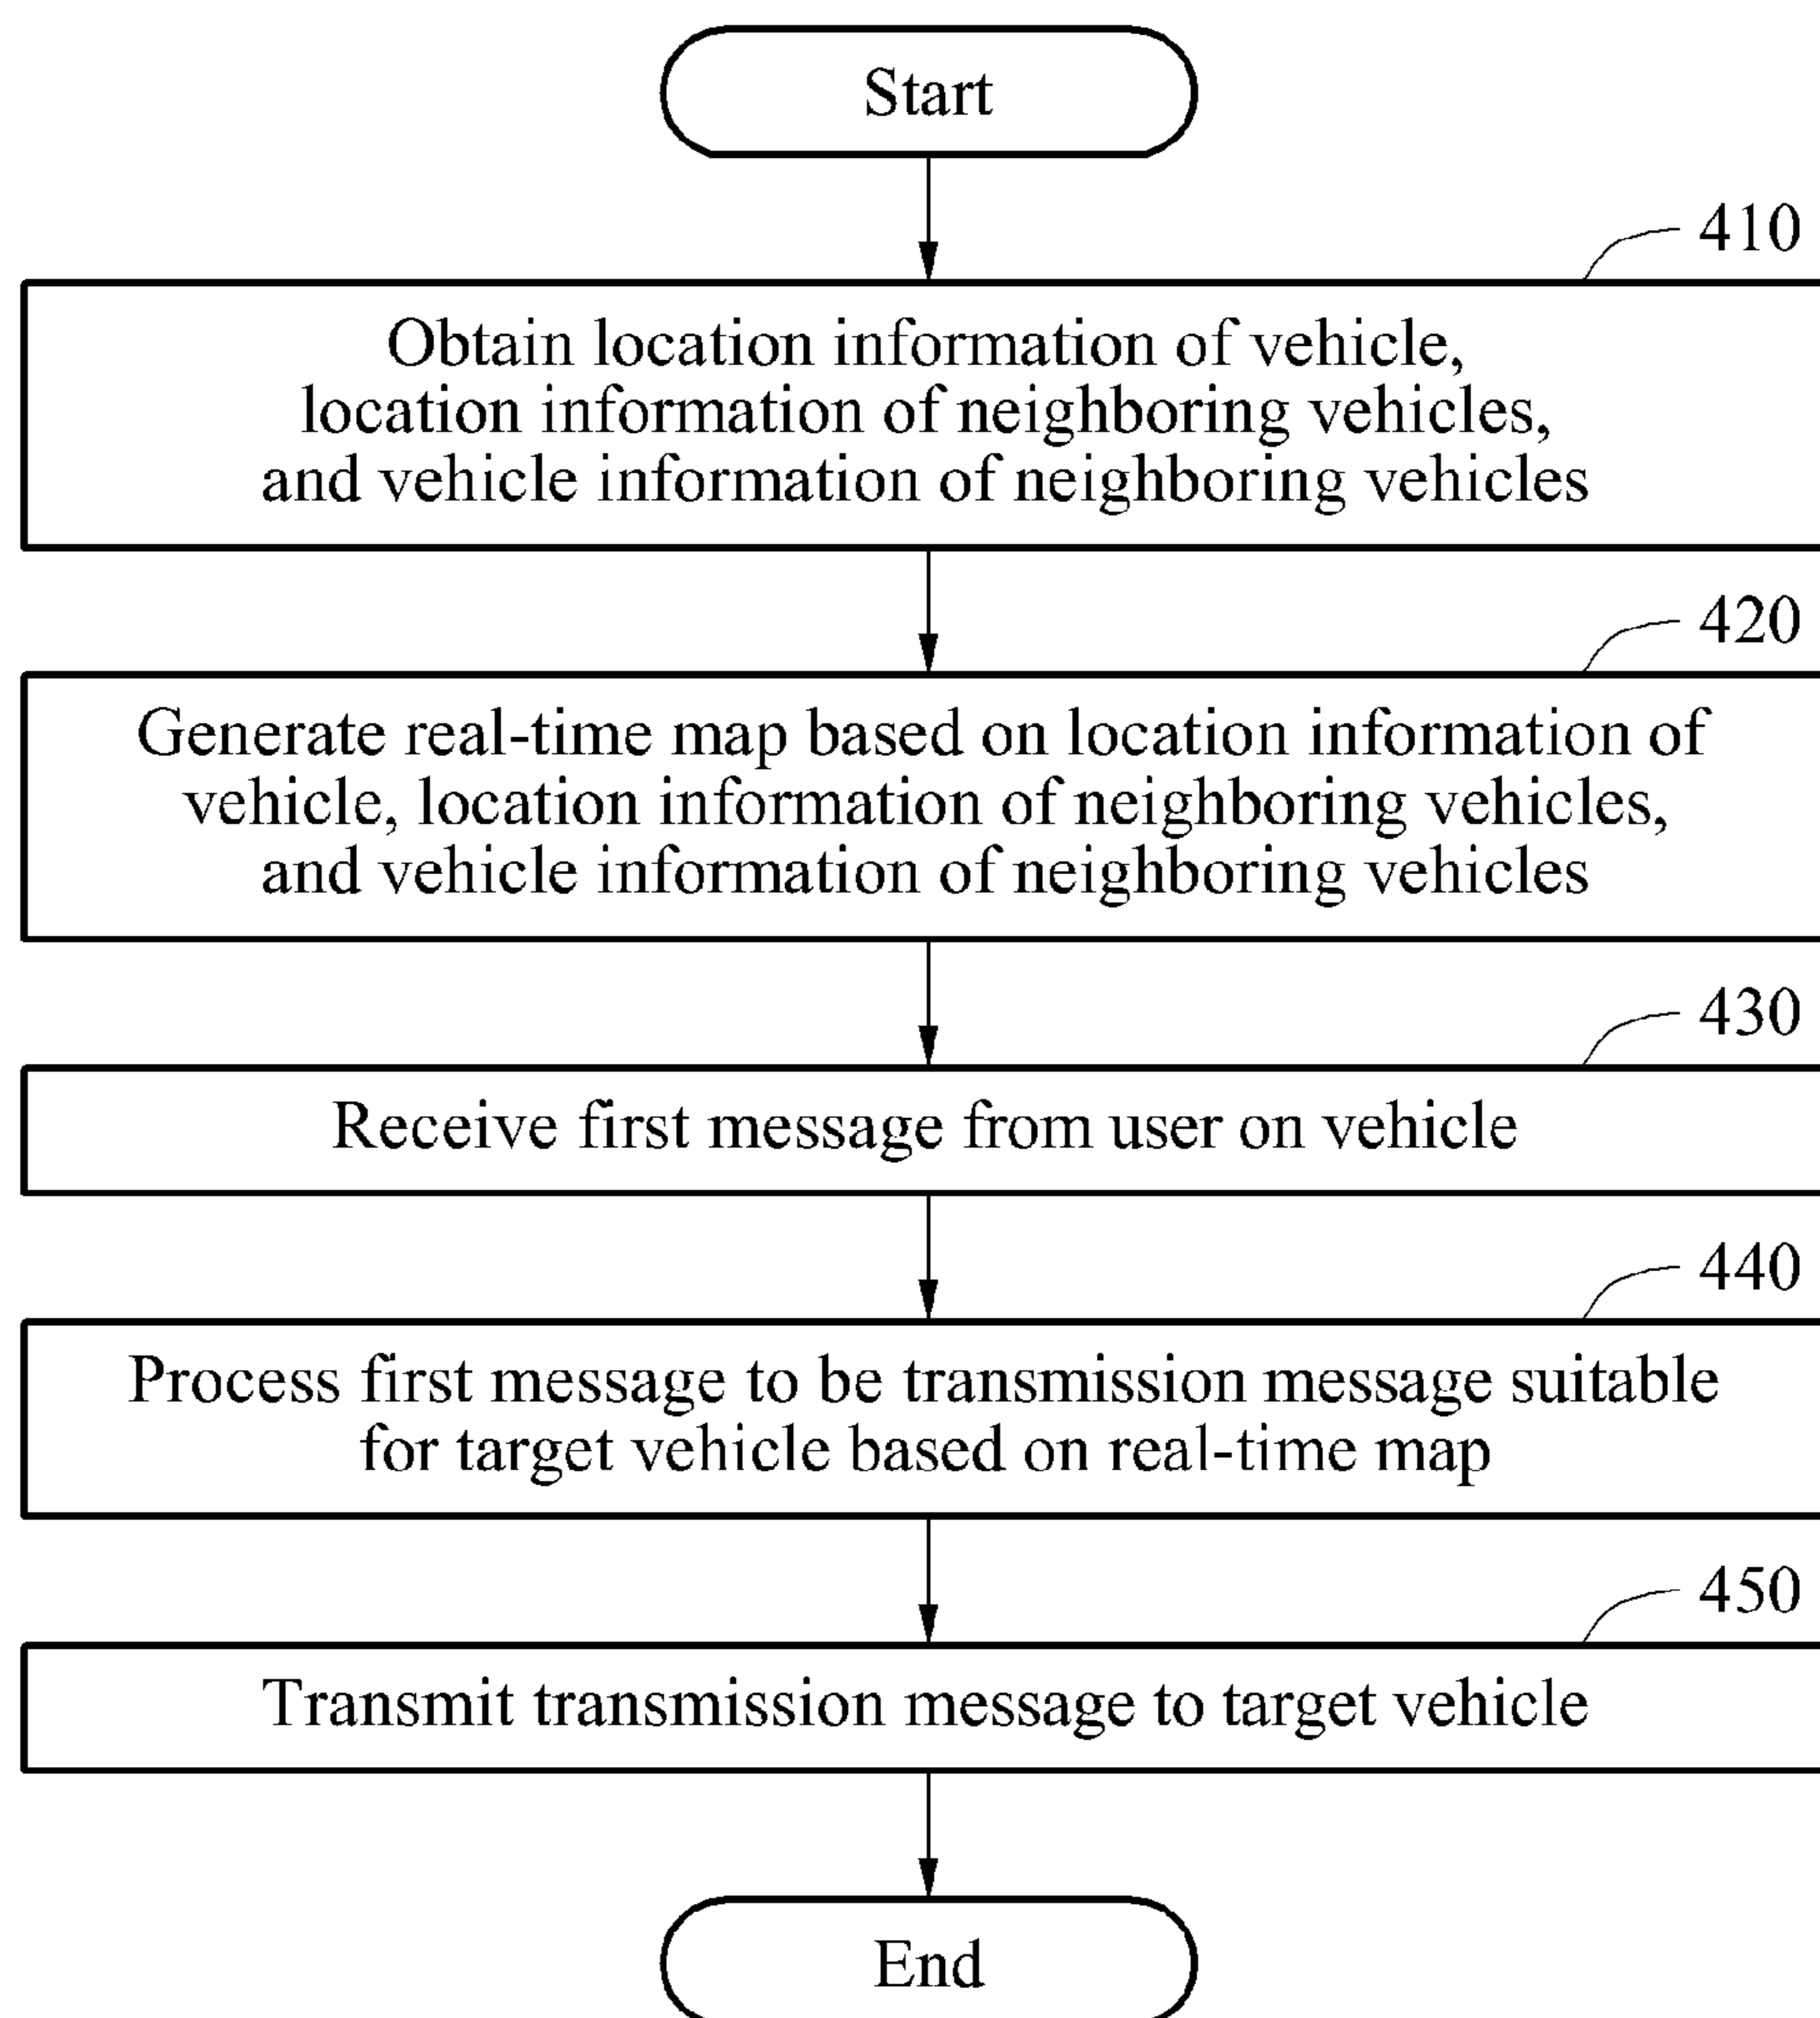 Start
410
Obtain location information of vehicle,
location information of neighboring vehicles,
and vehicle information of neighboring vehicles
420
Generate real-time map based on location information of
vehicle, location information of neighboring vehicles,
and vehicle information of neighboring vehicles
430
Receive first message from user on vehicle
440
Process first message to be transmission message suitable
for target vehicle based on real-time map
450
Transmit transmission message to target vehicle
End